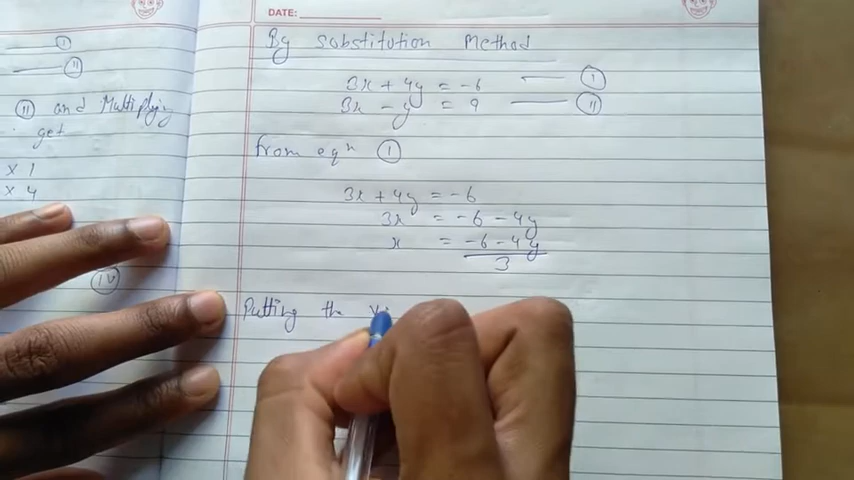 I
II
II and Multiplying
get
x 1
x 4
IV
DATE:
By substitution Method
3x + 4y = -6 — I
3x - y = 9 — II
from eqn I
3x + 4y = -6
3x = -6 - 4y
x = -6 - 4y
3
Putting the